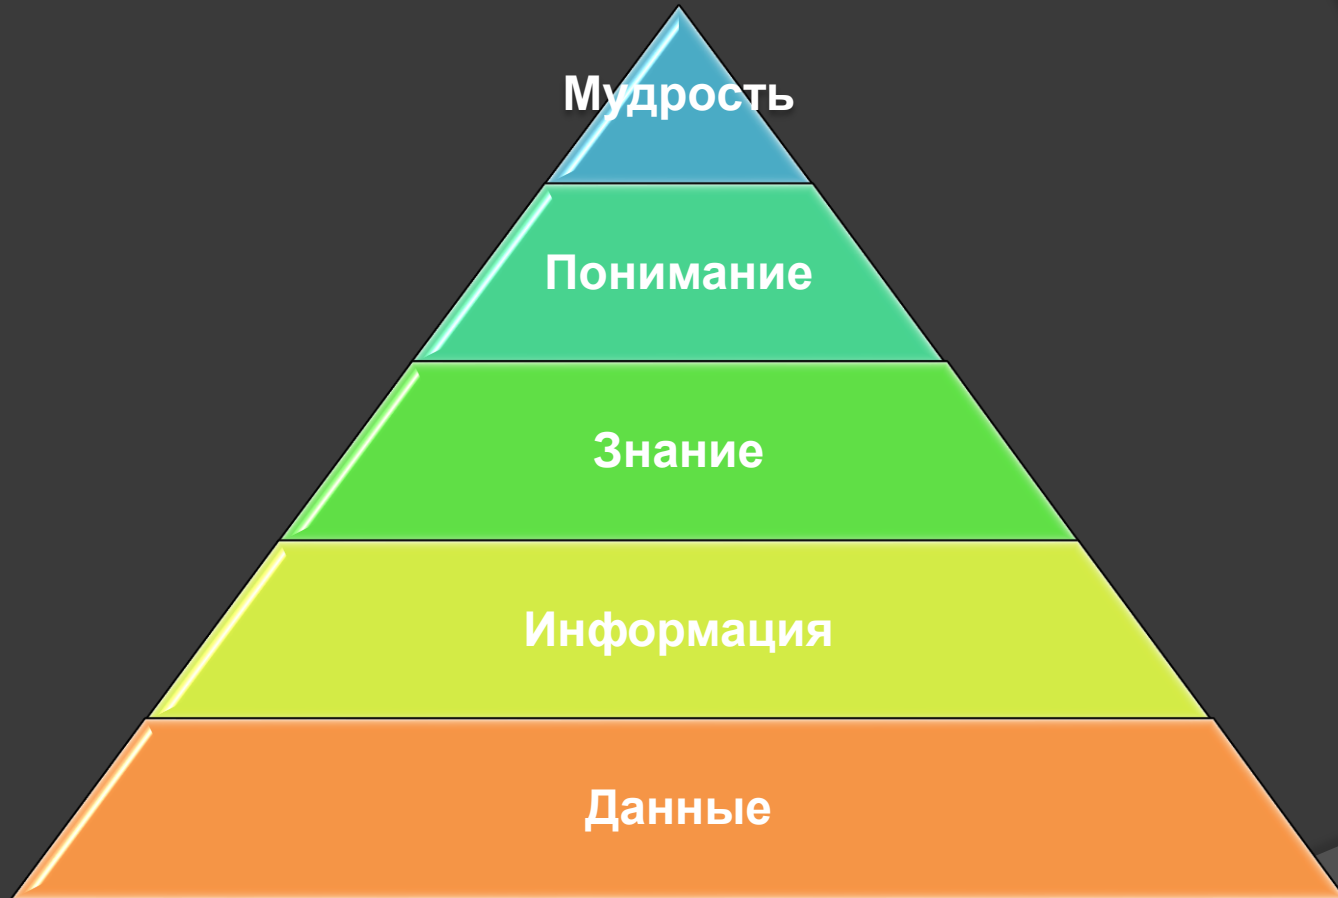 Мудрость
Понимание
Знание
Информация
Данные